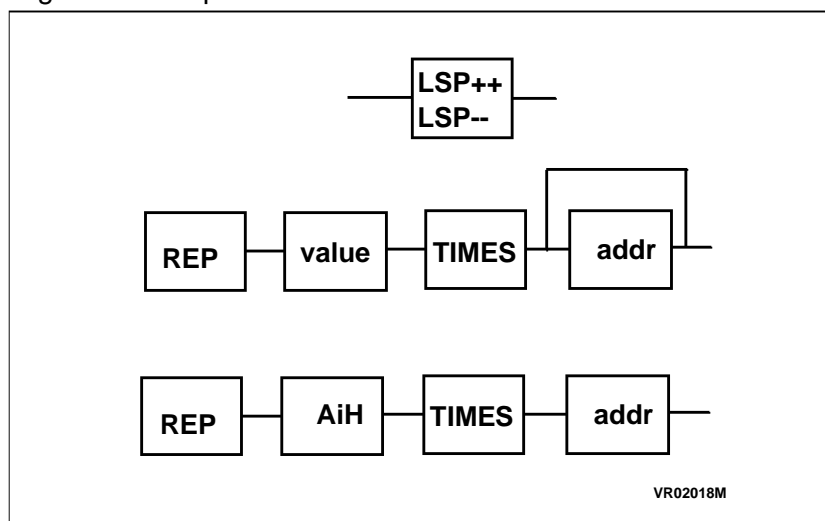 LSP++
LSP--
REP value TIMES addr
REP AiH TIMES addr
VR02018M